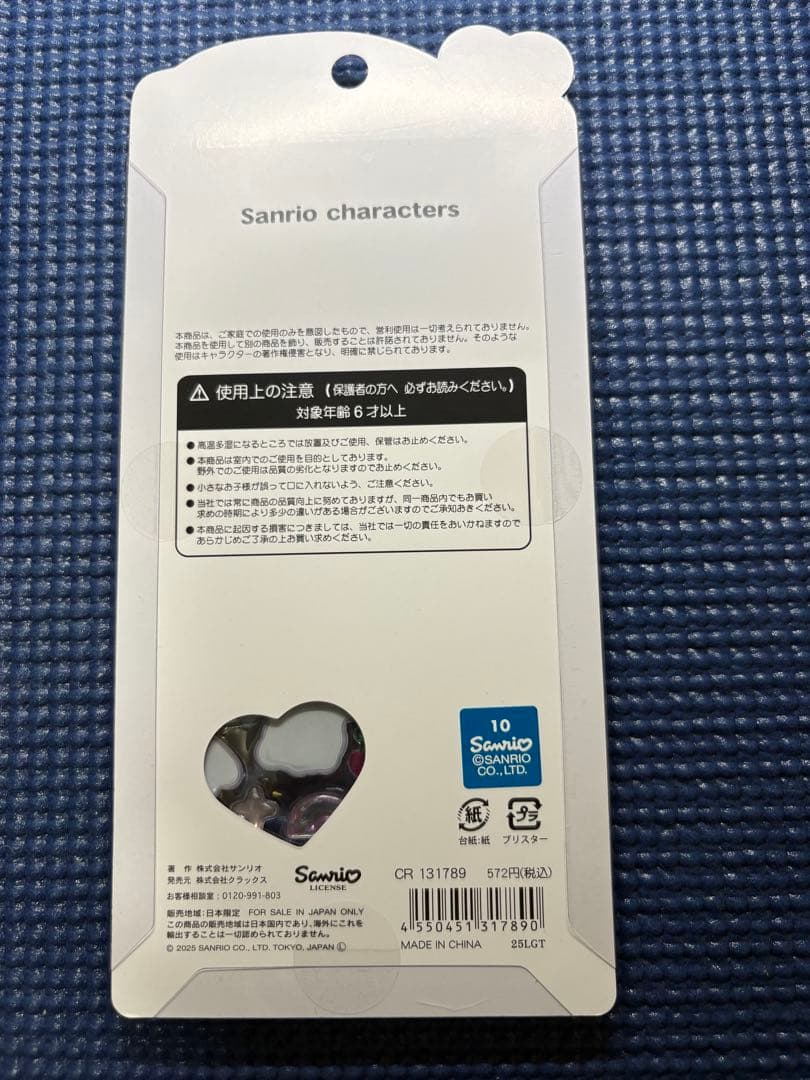 Sanrio characters
本商品は、ご家庭での使用のみを意図したもので、営利使用は一切考えられておりません。
本商品を使用して別の商品を飾り、販売することは許諾されておりません。そのような
使用はキャラクターの著作権侵害となり、明確に禁じられております。
使用上の注意（保護者の方へ 必ずお読みください。）
対象年齢6才以上
●高温多湿になるところでは放置及びご使用、保管はお止めください。
●本商品は室内でのご使用を目的としております。
野外でのご使用は品質の劣化となりますのでお止めください。
●小さなお子様が誤って口に入れないよう、ご注意ください。
●当社では常に商品の品質向上に努めておりますが、同一商品内でもお買い
求めの時期により多少の違いがある場合がございますのでご承知おきください。
●本商品に起因する損害につきましては、当社では一切の責任をおいかねますので
あらかじめご了承の上お買い求めください。
10
Sanrio
©SANRIO
CO., LTD.
紙 プラ
台紙:紙 ブリスター
著 作 株式会社サンリオ
発売元 株式会社クラックス
お客様相談室：0120-991-803
Sanrio
LICENSE
CR 131789 572円(税込)
販売地域：日本限定 FOR SALE IN JAPAN ONLY
この商品の販売地域は日本国内であり、海外にこれを
輸出することは一切認められておりません。
© 2025 SANRIO CO., LTD. TOKYO, JAPAN Ⓛ
4 550451 317890
MADE IN CHINA 25LGT